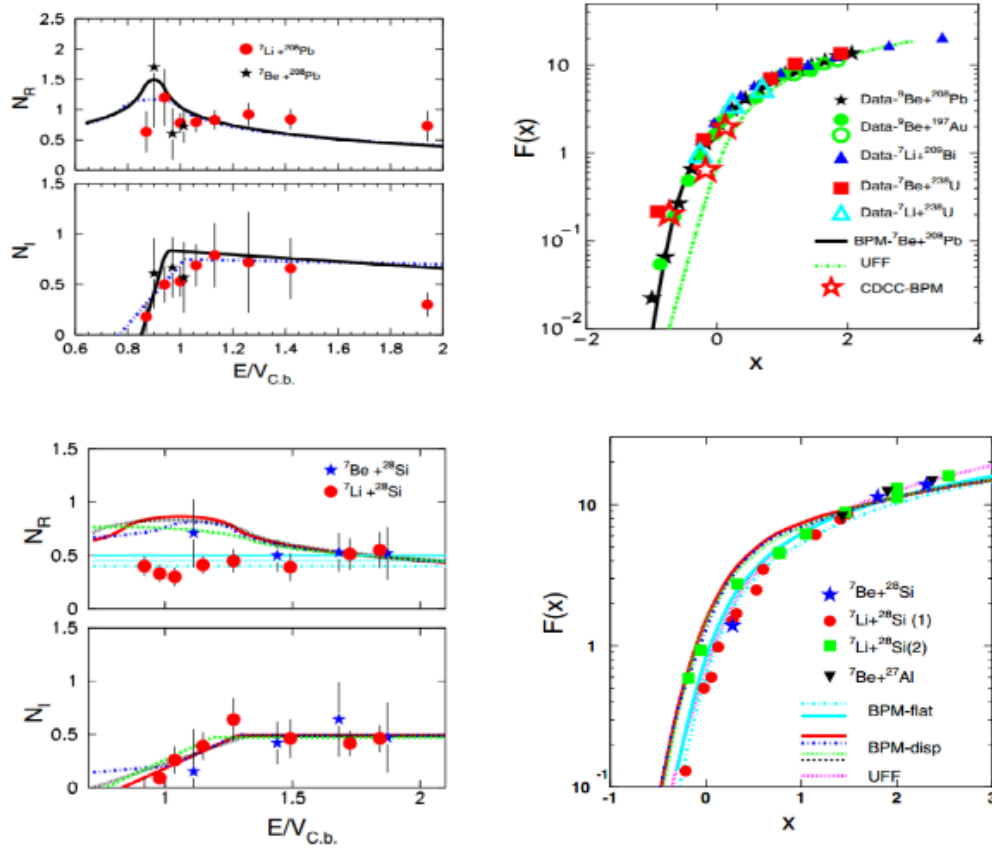 2.5
2
1.5
1
0.5
0
N_R
⁷Li+²⁰⁸Pb
⁷Be+²⁰⁸Pb
1
0.5
0
N_I
0.6 0.8 1 1.2 1.4 1.6 1.8 2
E/V_C.b.
10
1
10⁻¹
10⁻²
F(x)
Data-⁹Be+²⁰⁸Pb
Data-⁹Be+¹⁹⁷Au
Data-⁷Li+²⁰⁹Bi
Data-⁷Be+²³⁸U
Data-⁷Li+²³⁸U
BPM-⁷Be+²⁰⁸Pb
UFF
CDCC-BPM
−2 0 2 4
x
1.5
1
0.5
0
N_R
⁷Be+²⁸Si
⁷Li+²⁸Si
1.5
1
0.5
0
N_I
1 1.5 2
E/V_C.b.
10
1
10⁻¹
F(x)
⁷Be+²⁸Si
⁷Li+²⁸Si (1)
⁷Li+²⁸Si(2)
⁷Be+²⁷Al
BPM-flat
BPM-disp
UFF
-1 0 1 2 3
x